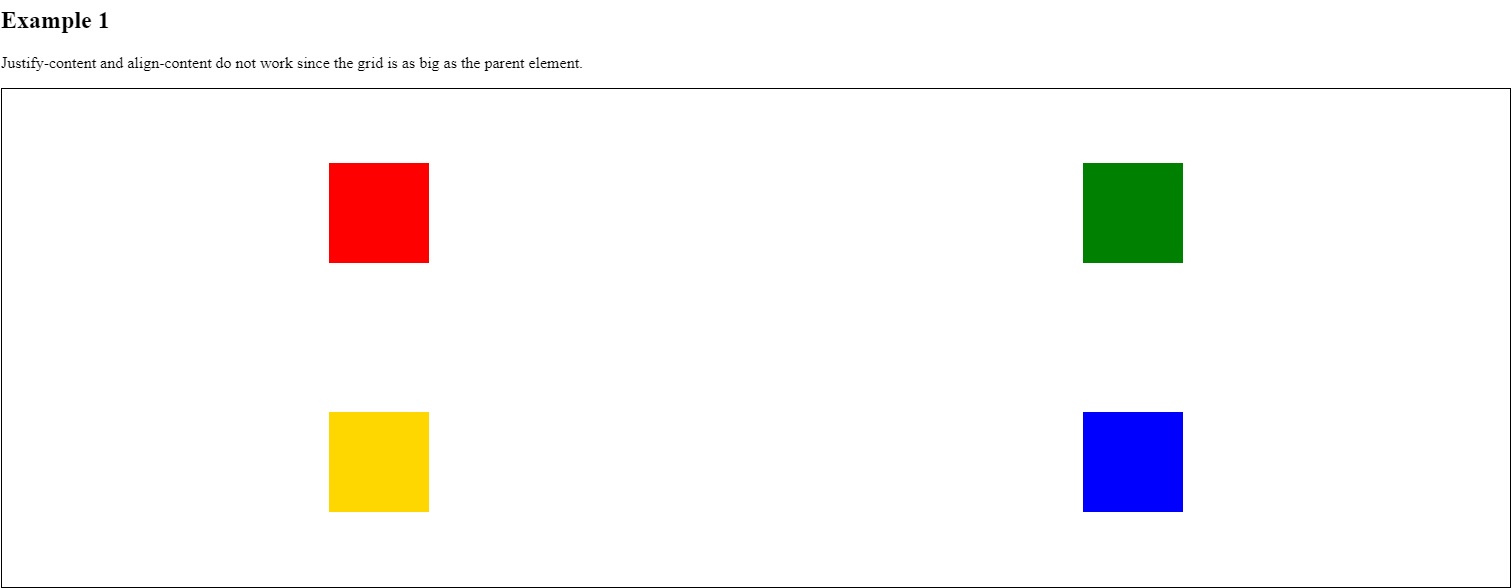 Example 1
Justify-content and align-content do not work since the grid is as big as the parent element.